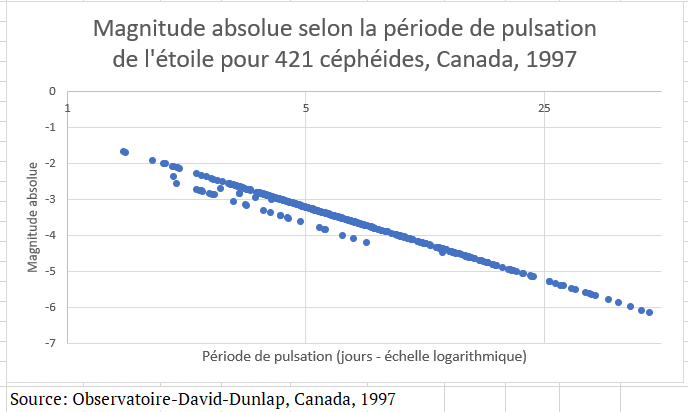 Magnitude absolue selon la période de pulsation
de l'étoile pour 421 céphéides, Canada, 1997
0
1
5
25
-1
-2
-3
-4
-5
-6
-7
Magnitude absolue
Période de pulsation (jours - échelle logarithmique)
Source: Observatoire-David-Dunlap, Canada, 1997